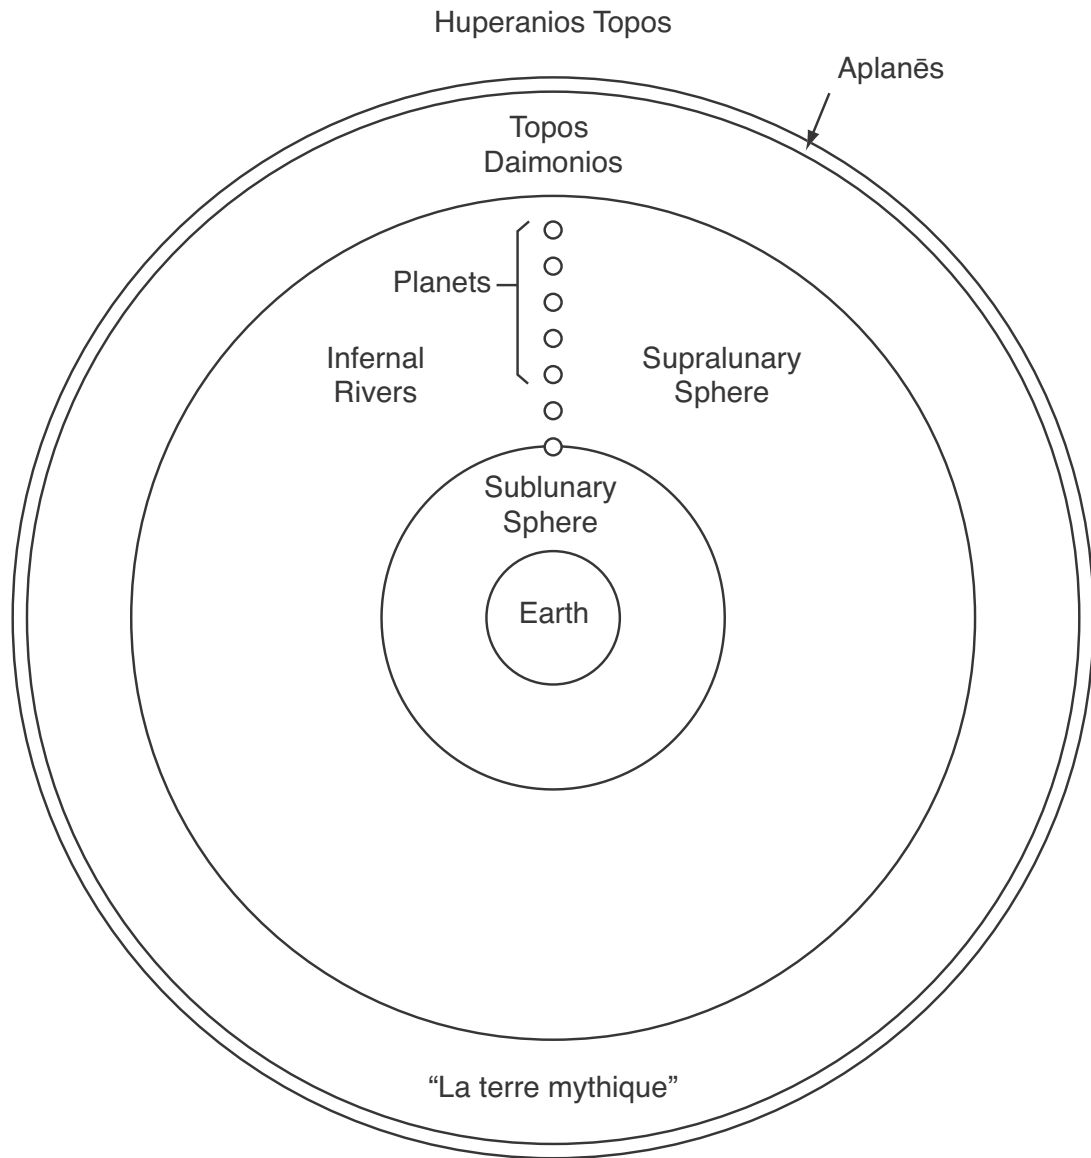 Huperanios Topos
Aplanēs
Topos
Daimonios
Planets
Infernal
Rivers
Supralunary
Sphere
Sublunary
Sphere
Earth
“La terre mythique”